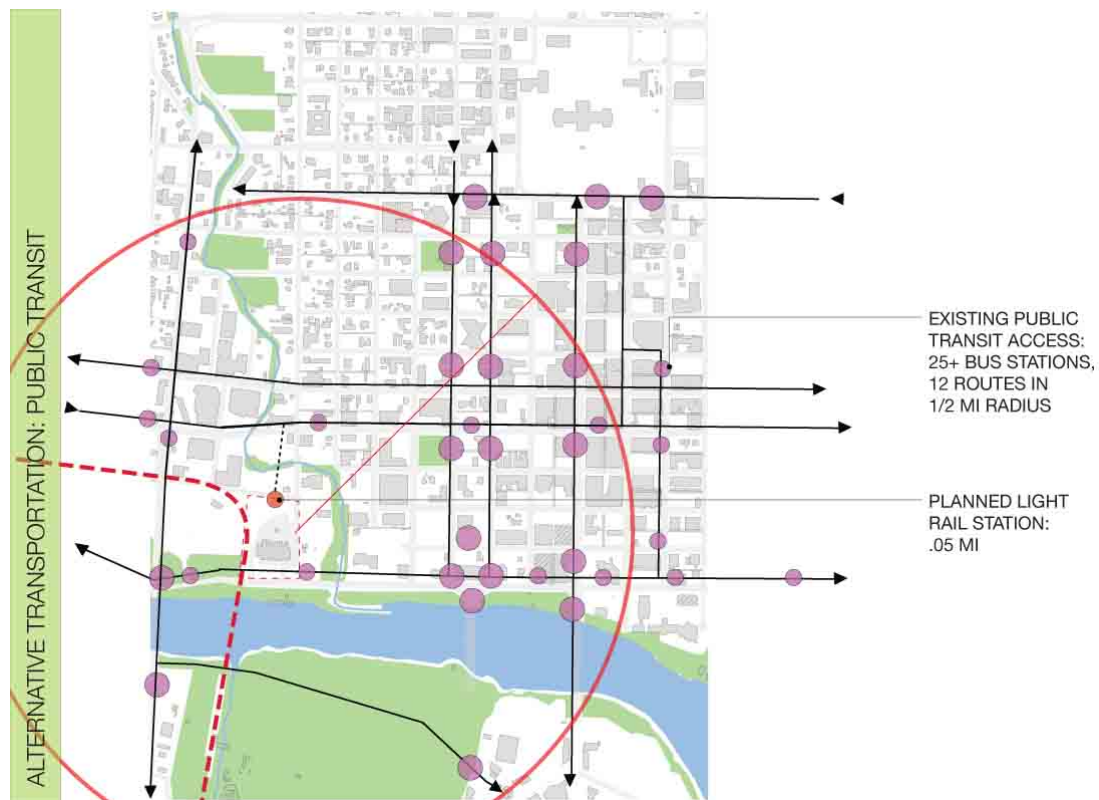 ALTERNATIVE TRANSPORTATION: PUBLIC TRANSIT
EXISTING PUBLIC
TRANSIT ACCESS:
25+ BUS STATIONS,
12 ROUTES IN
1/2 MI RADIUS
PLANNED LIGHT
RAIL STATION:
.05 MI